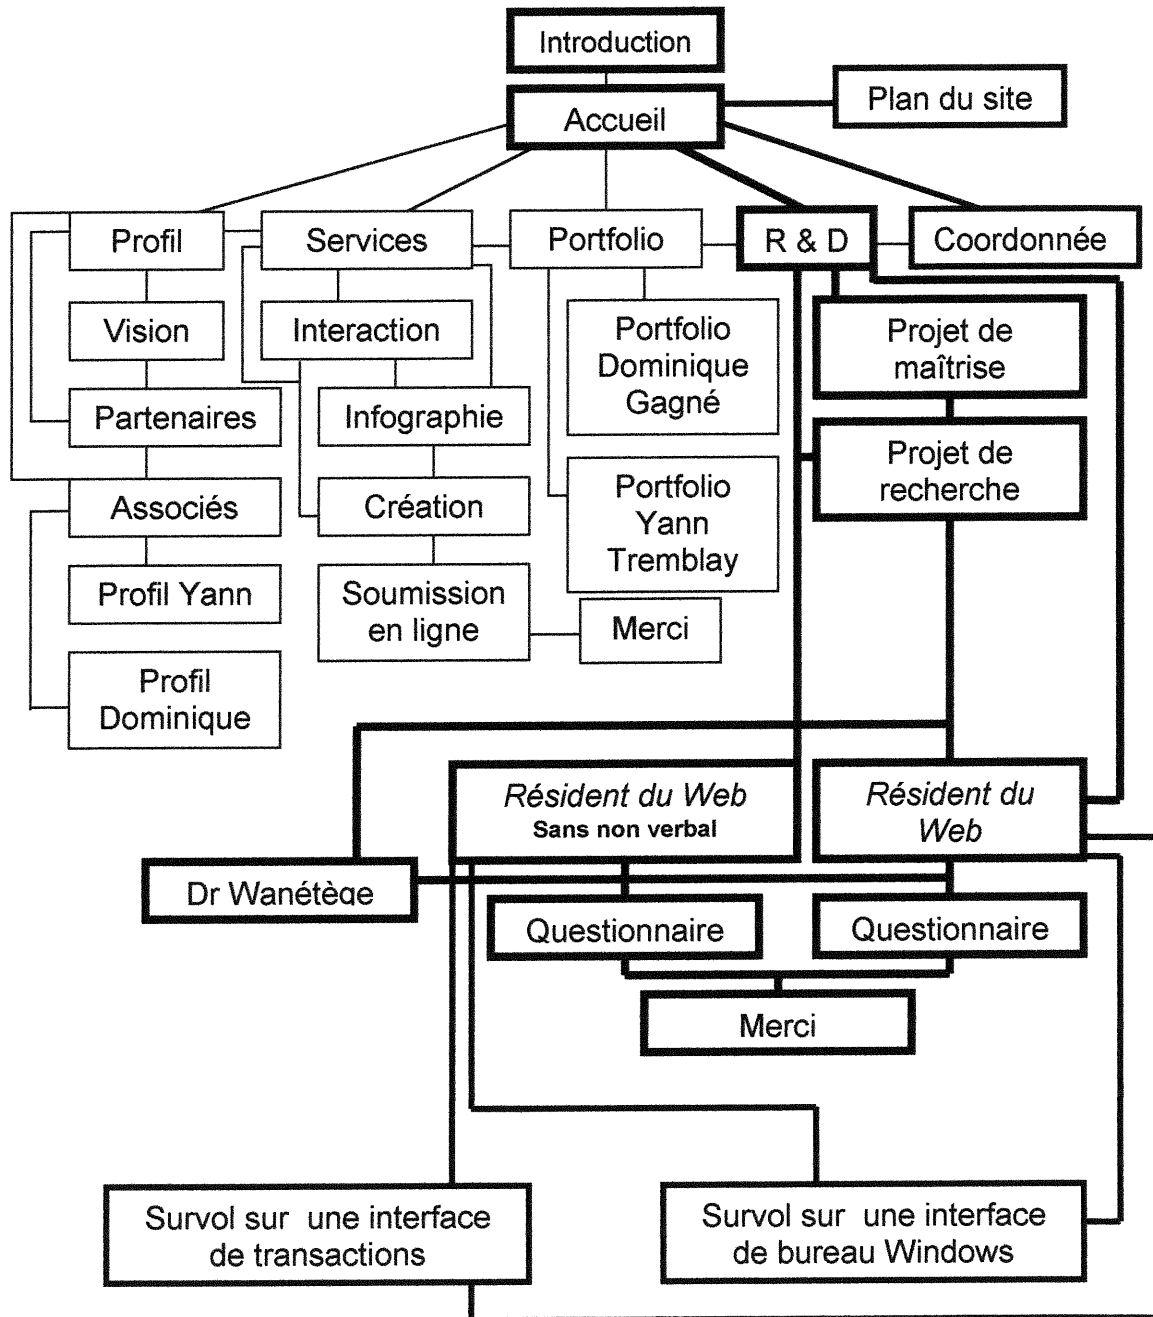 Introduction
Accueil
Plan du site
Profil
Services
Portfolio
R & D
Coordonnée
Vision
Interaction
Portfolio
Dominique
Gagné
Projet de
maîtrise
Partenaires
Infographie
Projet de
recherche
Associés
Création
Portfolio
Yann
Tremblay
Profil Yann
Soumission
en ligne
Merci
Profil
Dominique
Résident du Web
Sans non verbal
Résident du
Web
Dr Wanétège
Questionnaire
Questionnaire
Merci
Survol sur une interface
de transactions
Survol sur une interface
de bureau Windows